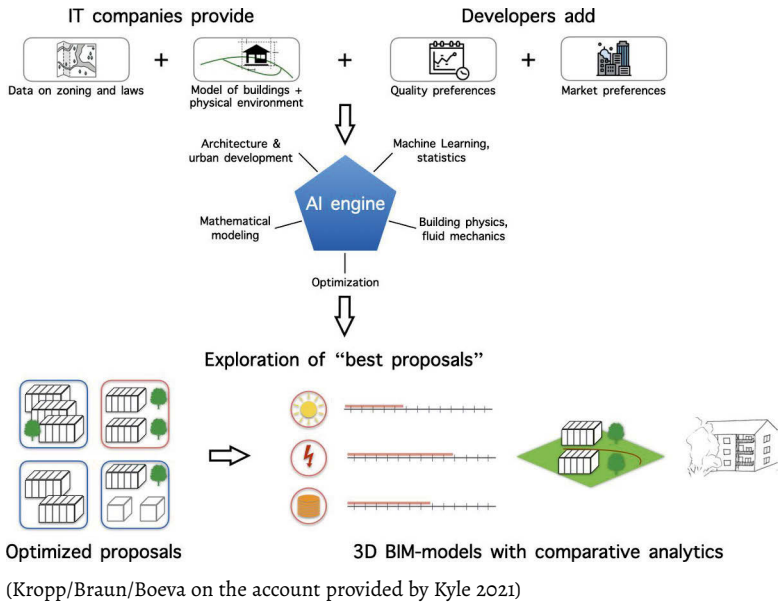 IT companies provide
Developers add
+
+
+
Data on zoning and laws
Model of buildings +
physical environment
Quality preferences
Market preferences
Architecture &
urban development
Machine Learning,
statistics
AI engine
Mathematical
modeling
Building physics,
fluid mechanics
Optimization
Exploration of “best proposals”
Optimized proposals
3D BIM-models with comparative analytics
(Kropp/Braun/Boeva on the account provided by Kyle 2021)